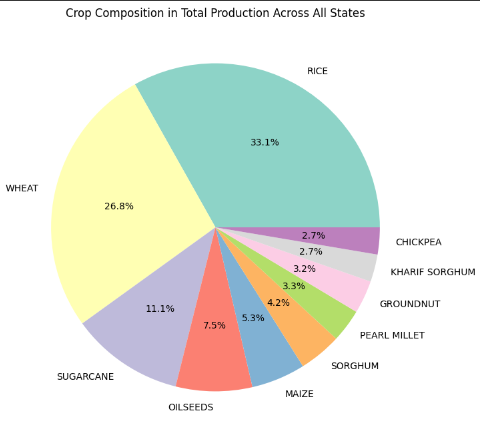 Crop Composition in Total Production Across All States
RICE
33.1%
WHEAT
26.8%
SUGARCANE
11.1%
OILSEEDS
7.5%
MAIZE
5.3%
SORGHUM
4.2%
PEARL MILLET
3.3%
GROUNDNUT
3.2%
KHARIF SORGHUM
2.7%
CHICKPEA
2.7%